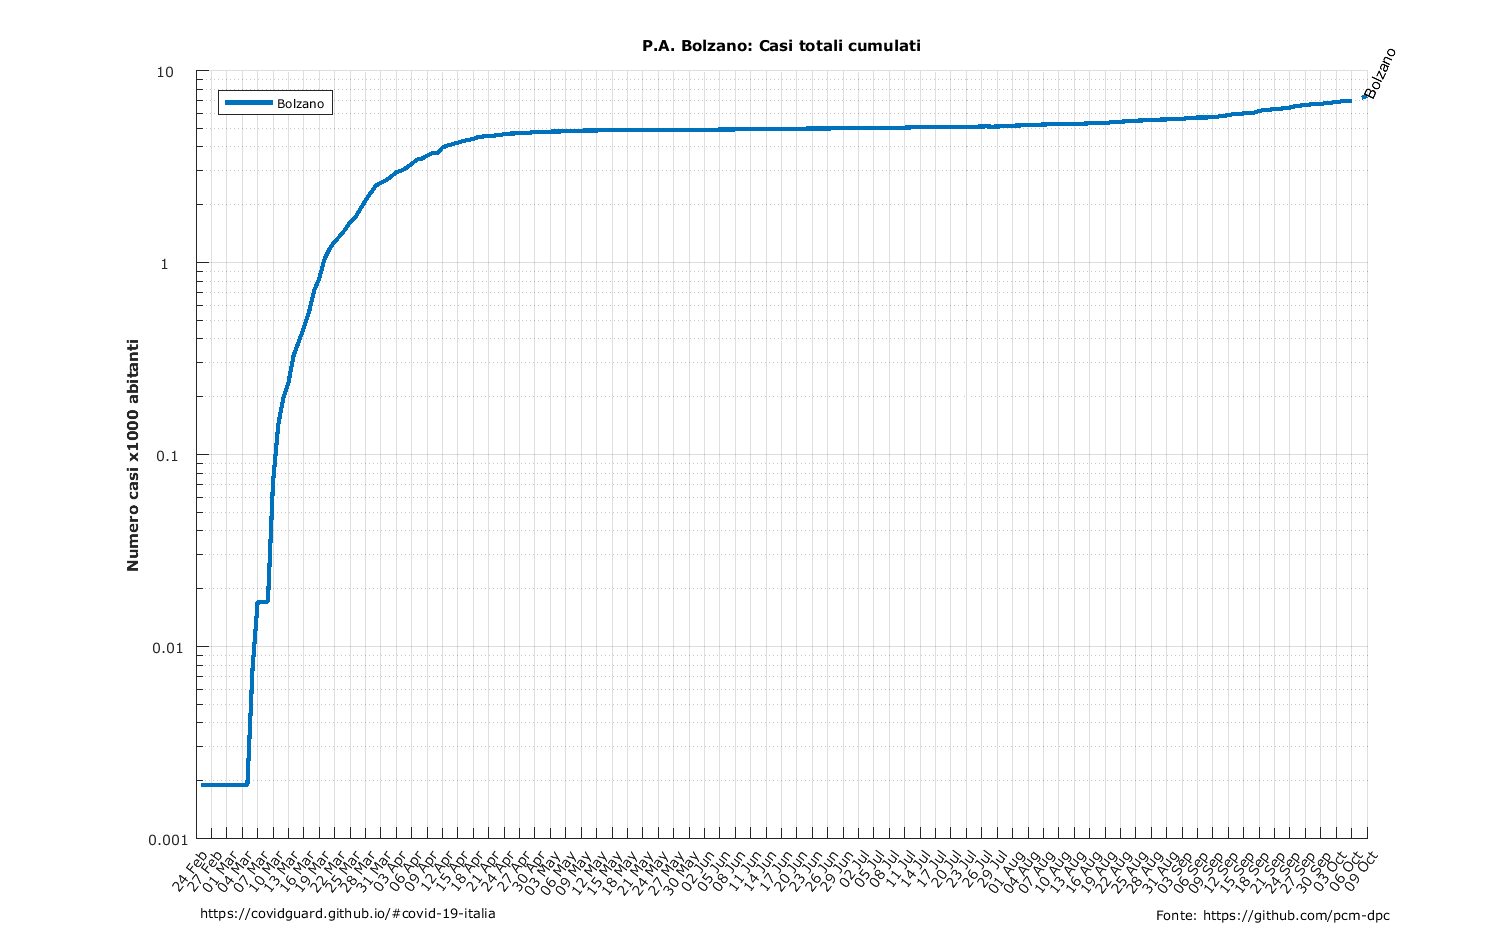 P.A. Bolzano: Casi totali cumulati
Bolzano
Bolzano
Numero casi x1000 abitanti
10
1
0.1
0.01
0.001
24 Feb
27 Feb
01 Mar
04 Mar
07 Mar
10 Mar
13 Mar
16 Mar
19 Mar
22 Mar
25 Mar
28 Mar
31 Mar
03 Apr
06 Apr
09 Apr
12 Apr
15 Apr
18 Apr
21 Apr
24 Apr
27 Apr
30 Apr
03 May
06 May
09 May
12 May
15 May
18 May
21 May
24 May
27 May
30 May
02 Jun
05 Jun
08 Jun
11 Jun
14 Jun
17 Jun
20 Jun
23 Jun
26 Jun
29 Jun
02 Jul
05 Jul
08 Jul
11 Jul
14 Jul
17 Jul
20 Jul
23 Jul
26 Jul
29 Jul
01 Aug
04 Aug
07 Aug
10 Aug
13 Aug
16 Aug
19 Aug
22 Aug
25 Aug
28 Aug
31 Aug
03 Sep
06 Sep
09 Sep
12 Sep
15 Sep
18 Sep
21 Sep
24 Sep
27 Sep
30 Sep
03 Oct
06 Oct
09 Oct
https://covidguard.github.io/#covid-19-italia
Fonte: https://github.com/pcm-dpc